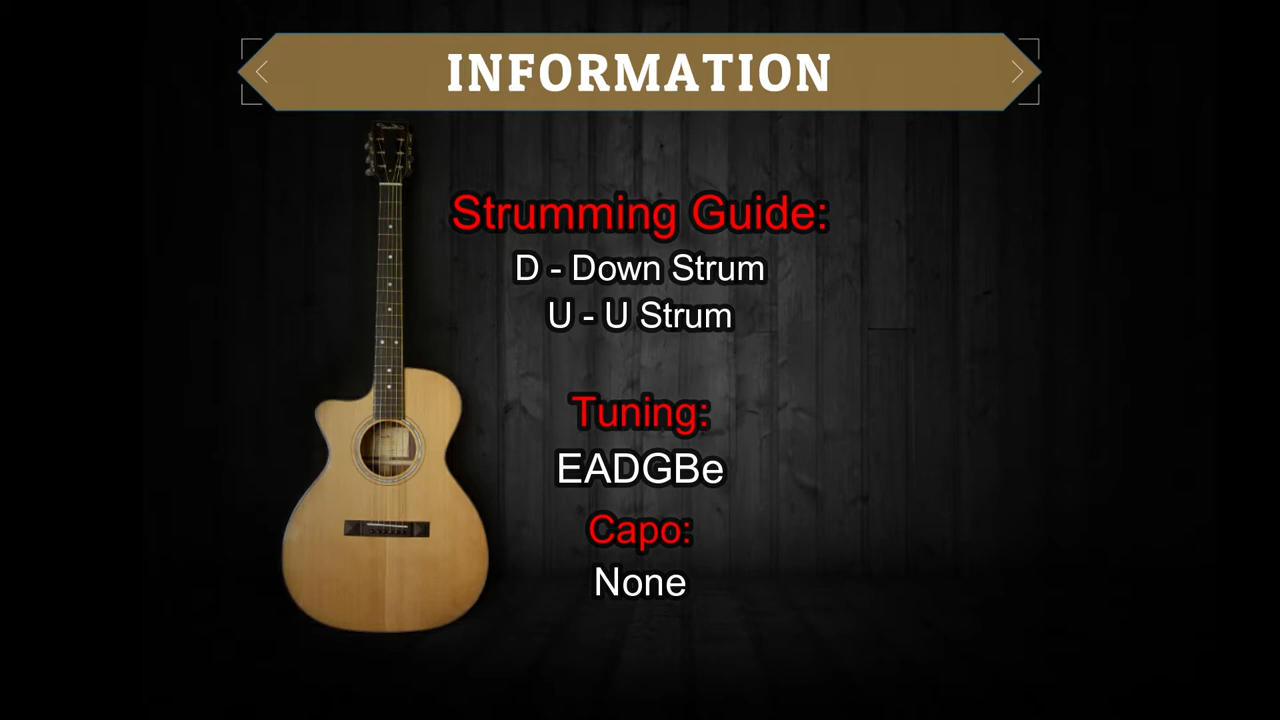 INFORMATION
Strumming Guide:
D - Down Strum
U - U Strum
Tuning:
EADGBe
Capo:
None